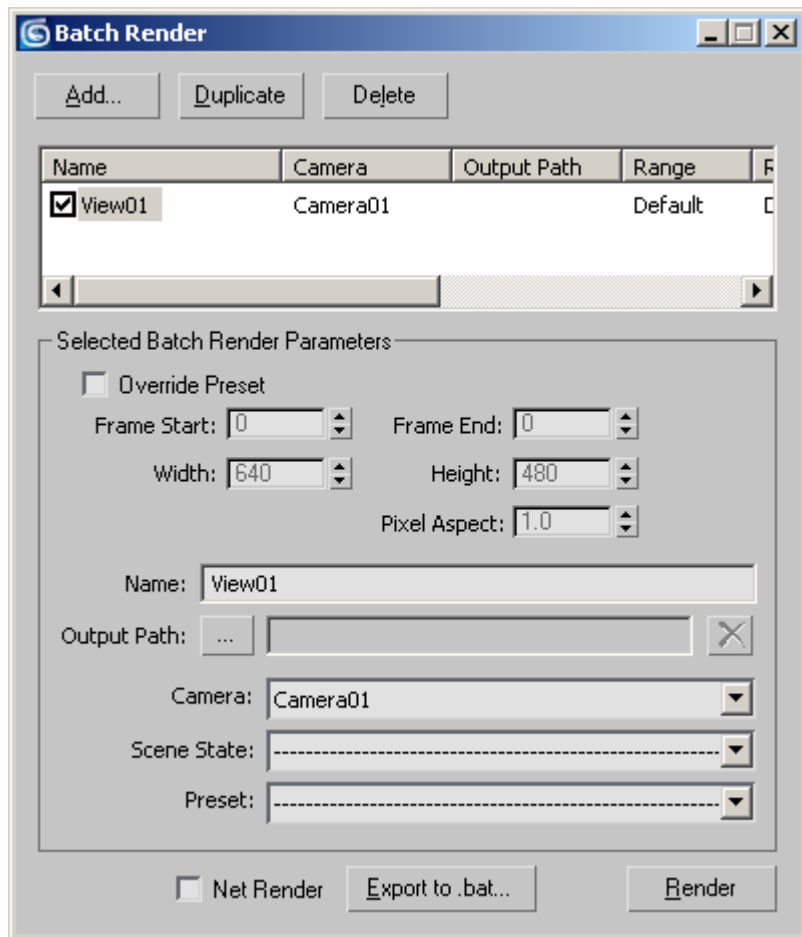 Batch Render
Add... Duplicate Delete
Name Camera Output Path Range
View01 Camera01 Default
Selected Batch Render Parameters
Override Preset
Frame Start: 0 Frame End: 0
Width: 640 Height: 480
Pixel Aspect: 1.0
Name: View01
Output Path: ...
Camera: Camera01
Scene State: --------------------------------------------------------
Preset: --------------------------------------------------------
Net Render Export to .bat... Render